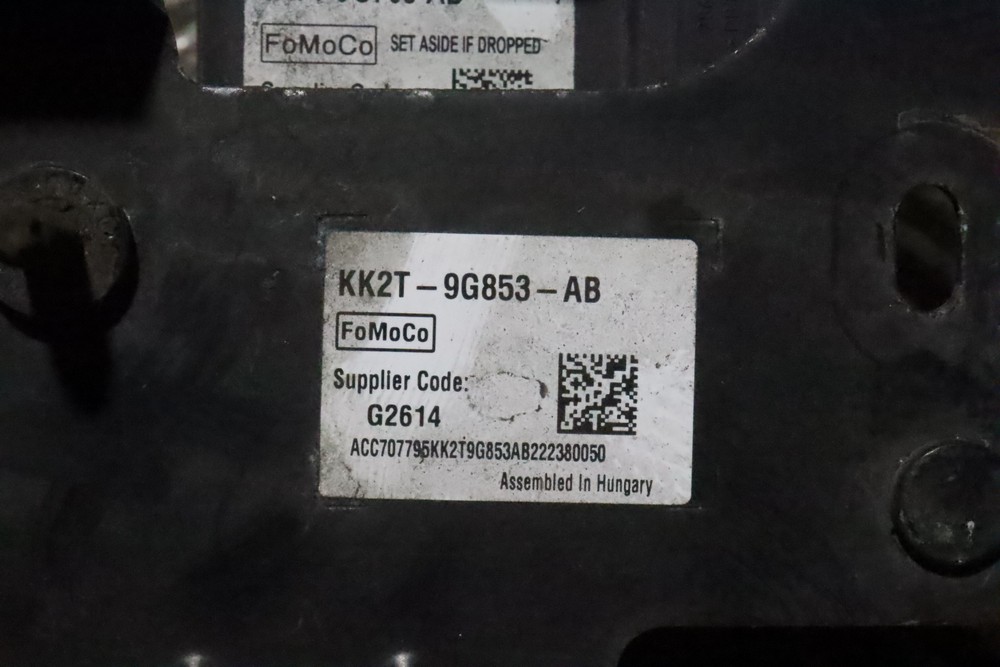 FoMoCo SET ASIDE IF DROPPED
KK2T – 9G853 – AB
FoMoCo
Supplier Code:
G2614
ACC707795KK2T9G853AB222380050
Assembled In Hungary